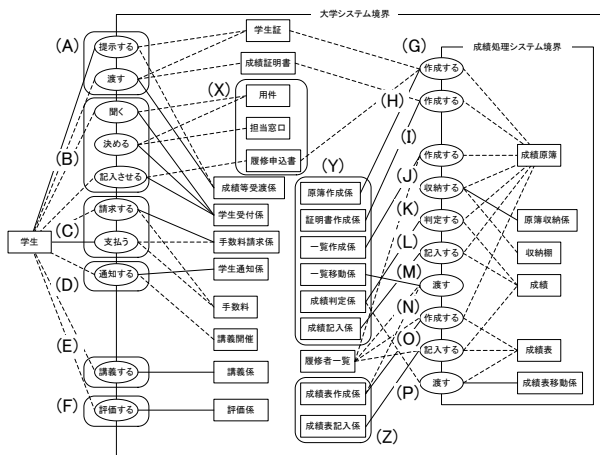 大学システム境界
成績処理システム境界
(A)
提示する
渡す
学生証
成績証明書
(G)
作成する
(X)
用件
担当窓口
履修申込書
(H)
作成する
(B)
聞く
決める
記入させる
(I)
作成する
成績原簿
(Y)
原簿作成係
証明書作成係
一覧作成係
一覧移動係
成績判定係
成績記入係
(J)
収納する
原簿収納係
成績等受渡係
学生受付係
学生
(C)
請求する
支払う
手数料請求係
(K)
判定する
収納棚
(L)
記入する
成績
(D)
通知する
学生通知係
(M)
渡す
手数料
講義開催
(N)
作成する
履修者一覧
(O)
記入する
成績表
(E)
講義する
講義係
(P)
渡す
成績表移動係
成績表作成係
成績表記入係
(Z)
(F)
評価する
評価係